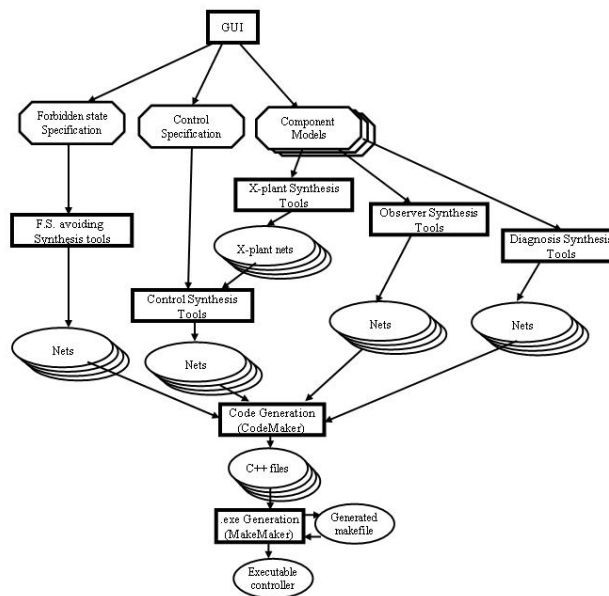 GUI
Forbidden state
Specification
Control
Specification
Component
Models
X-plant Synthesis
Tools
Observer Synthesis
Tools
F.S. avoiding
Synthesis tools
X-plant nets
Diagnosis Synthesis
Tools
Control Synthesis
Tools
Nets
Nets
Nets
Nets
Code Generation
(CodeMaker)
C++ files
.exe Generation
(MakeMaker)
Generated
makefile
Executable
controller